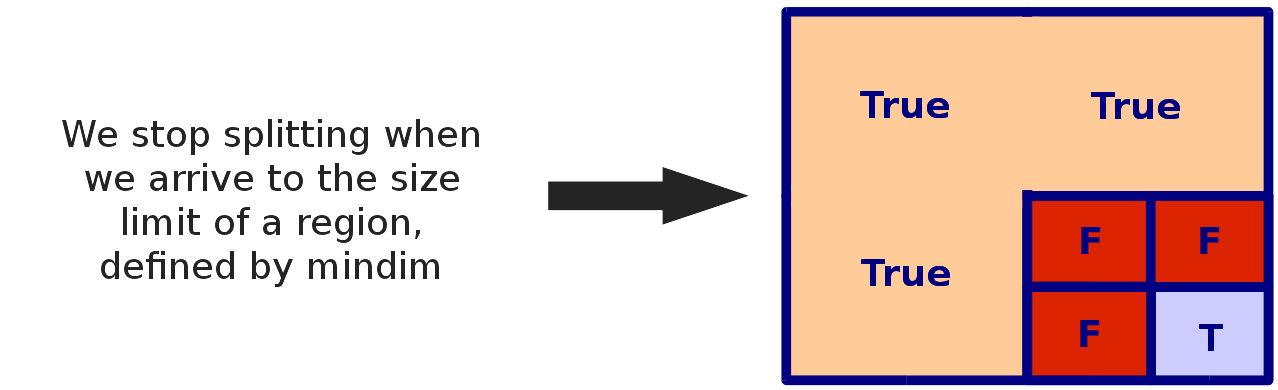 We stop splitting when
we arrive to the size
limit of a region,
defined by mindim
True True
True
F F
F T